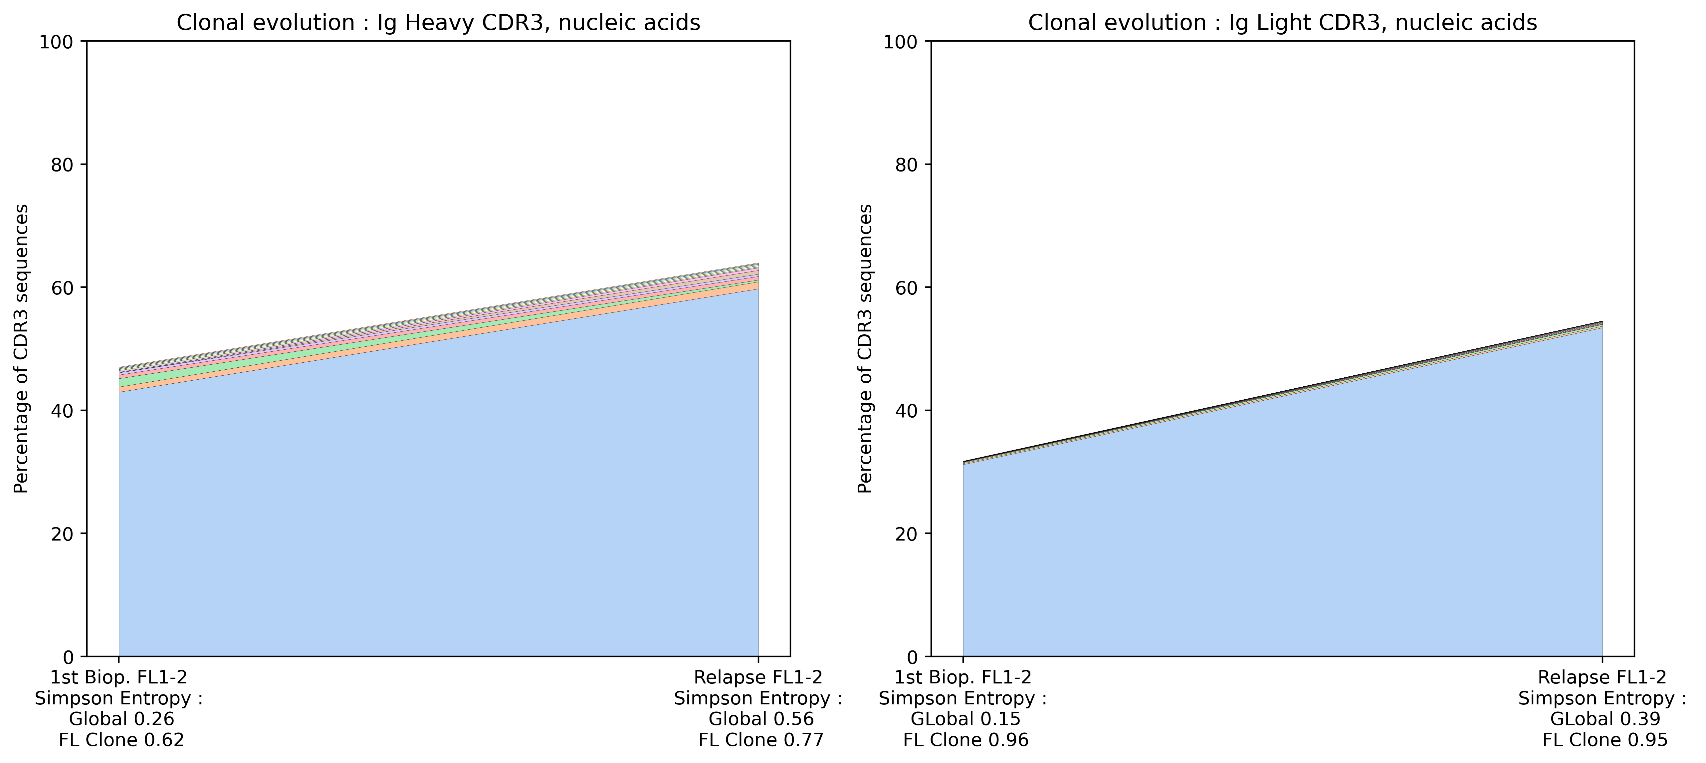 Clonal evolution : Ig Heavy CDR3, nucleic acids
100
80
60
40
20
0
Percentage of CDR3 sequences
1st Biop. FL1-2
Simpson Entropy :
Global 0.26
FL Clone 0.62
Relapse FL1-2
Simpson Entropy :
Global 0.56
FL Clone 0.77
Clonal evolution : Ig Light CDR3, nucleic acids
100
80
60
40
20
0
Percentage of CDR3 sequences
1st Biop. FL1-2
Simpson Entropy :
GLobal 0.15
FL Clone 0.96
Relapse FL1-2
Simpson Entropy :
GLobal 0.39
FL Clone 0.95